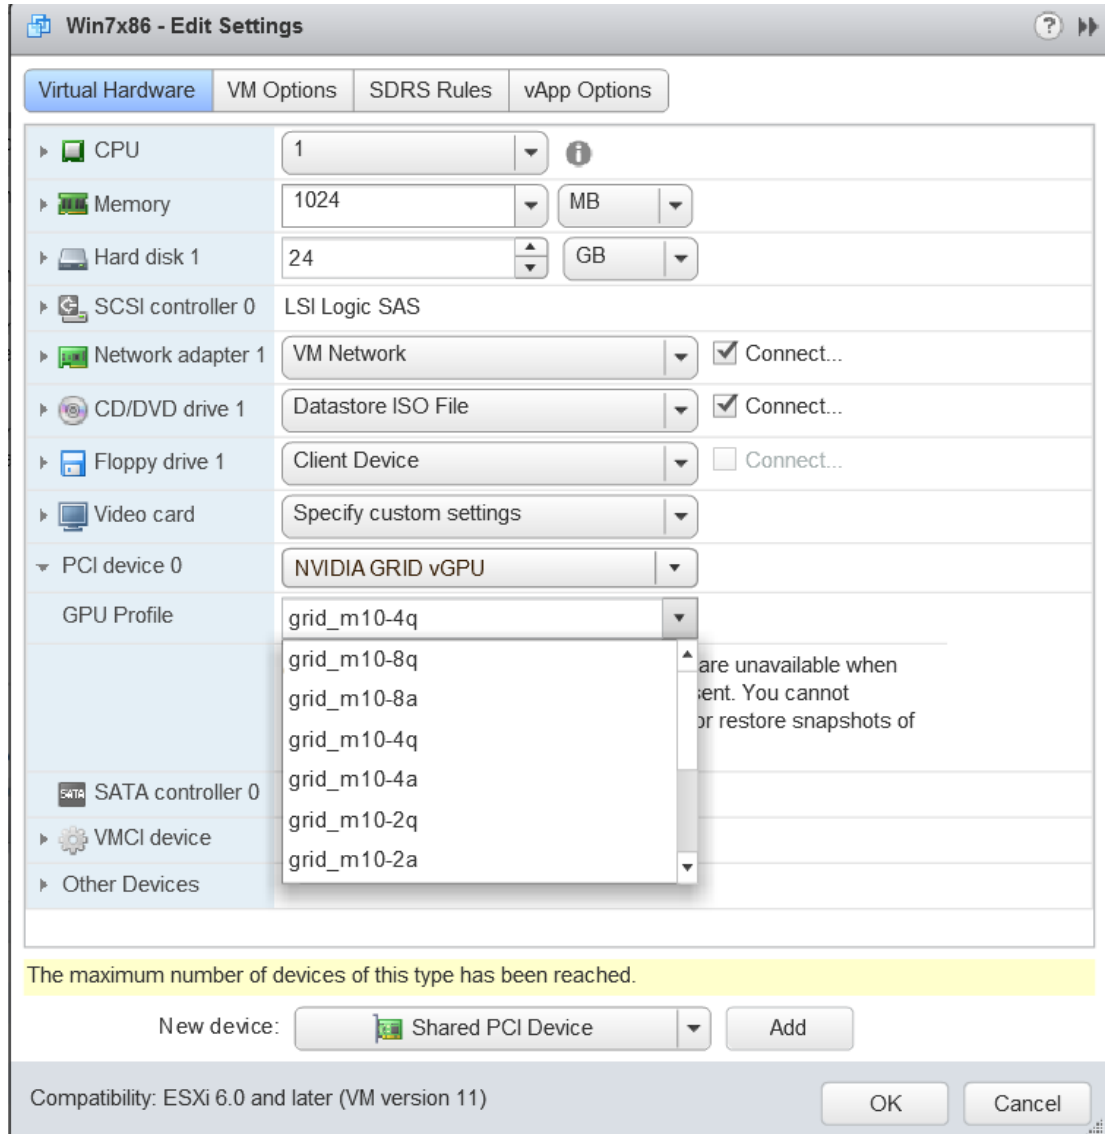 Win7x86 - Edit Settings
?
Virtual Hardware VM Options SDRS Rules vApp Options
CPU 1
Memory 1024 MB
Hard disk 1 24 GB
SCSI controller 0 LSI Logic SAS
Network adapter 1 VM Network Connect...
CD/DVD drive 1 Datastore ISO File Connect...
Floppy drive 1 Client Device Connect...
Video card Specify custom settings
PCI device 0 NVIDIA GRID vGPU
GPU Profile grid_m10-4q
grid_m10-8q
grid_m10-8a
grid_m10-4q
grid_m10-4a
grid_m10-2q
grid_m10-2a
are unavailable when
sent. You cannot
or restore snapshots of
SATA SATA controller 0
VMCI device
Other Devices
The maximum number of devices of this type has been reached.
New device: Shared PCI Device Add
Compatibility: ESXi 6.0 and later (VM version 11) OK Cancel